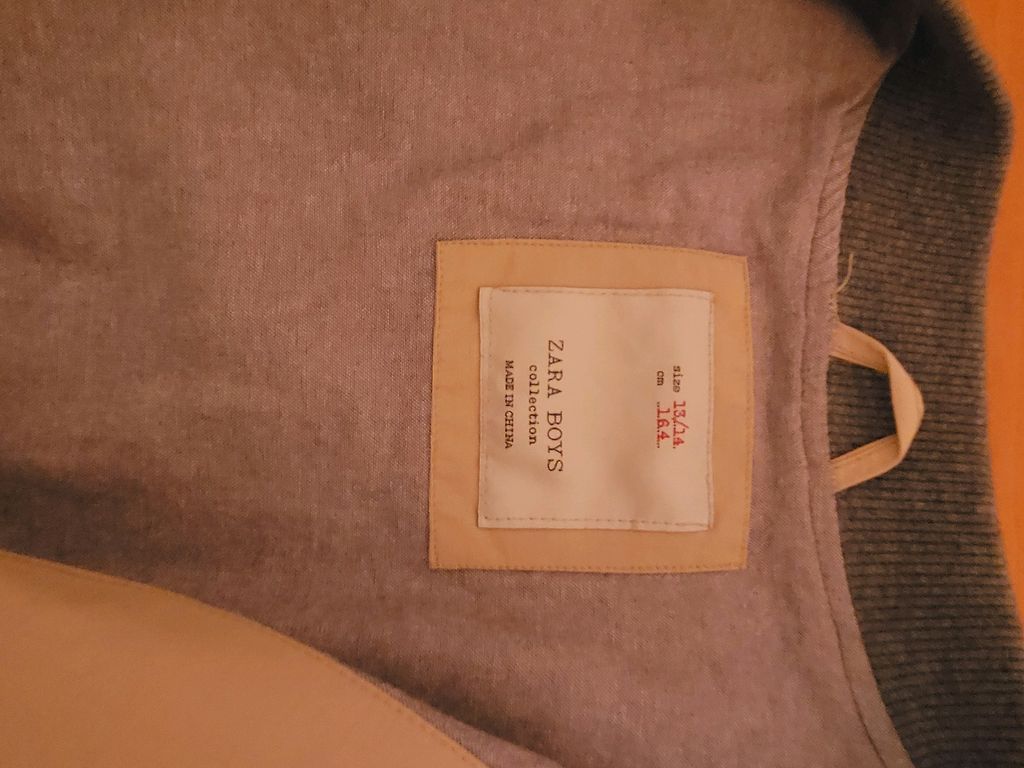 size 13/14
cm 164
ZARA BOYS
collection
MADE IN CHINA